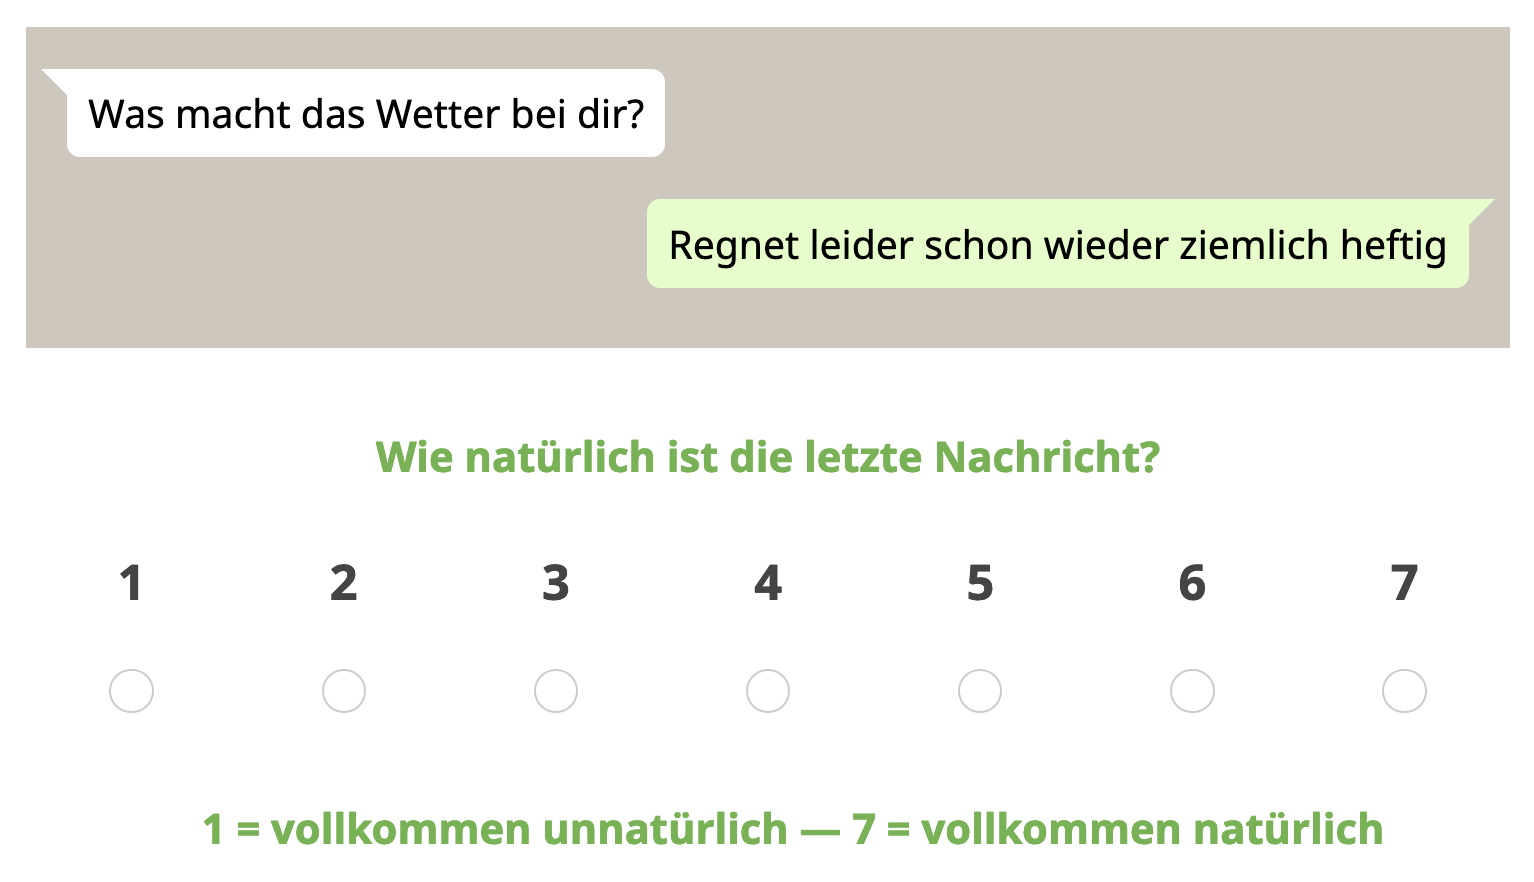 Was macht das Wetter bei dir?
Regnet leider schon wieder ziemlich heftig
Wie natürlich ist die letzte Nachricht?
1 2 3 4 5 6 7
1 = vollkommen unnatürlich — 7 = vollkommen natürlich